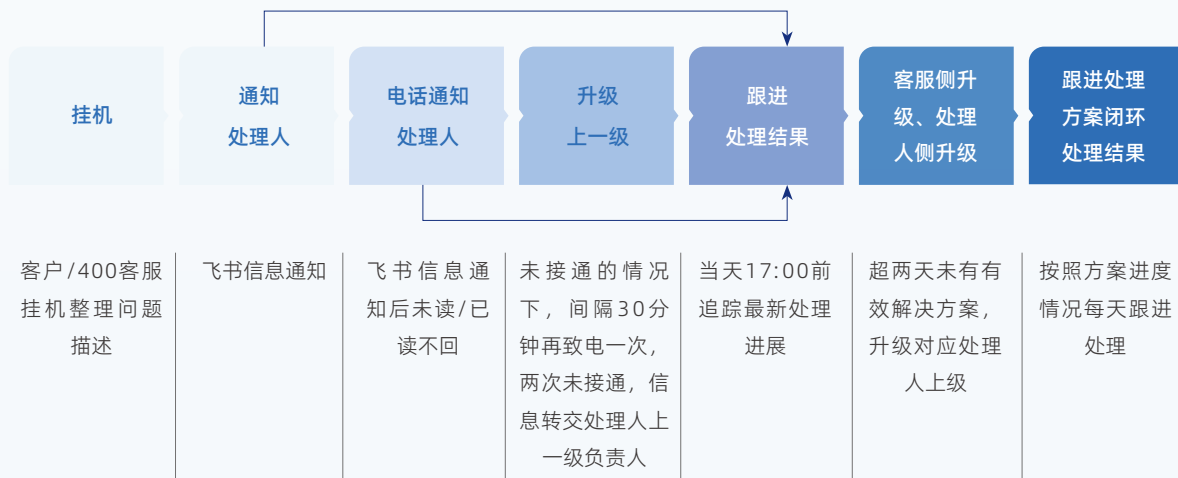 挂机
通知
处理人
电话通知
处理人
升级
上一级
跟进
处理结果
客服侧升
级、处理
人侧升级
跟进处理
方案闭环
处理结果
客户/400客服
挂机整理问题
描述
飞书信息通知
飞书信息通
知后未读/已
读不回
未接通的情况
下，间隔30分
钟再致电一次，
两次未接通，信
息转交处理人上
一级负责人
当天17:00前
追踪最新处理
进展
超两天未有有
效解决方案，
升级对应处理
人上级
按照方案进度
情况每天跟进
处理